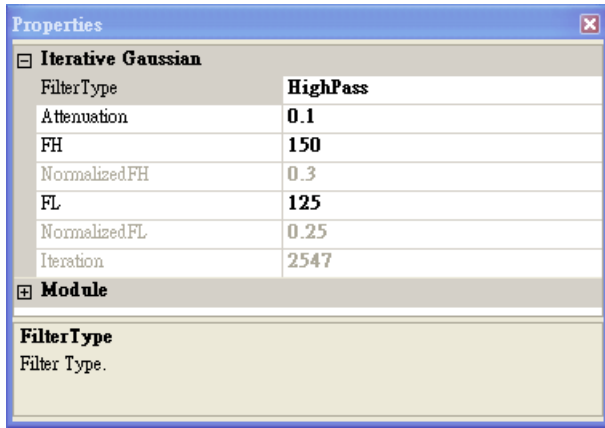 Properties
Iterative Gaussian
FilterType HighPass
Attenuation 0.1
FH 150
NormalizedFH 0.3
FL 125
NormalizedFL 0.25
Iteration 2547
Module
FilterType
Filter Type.